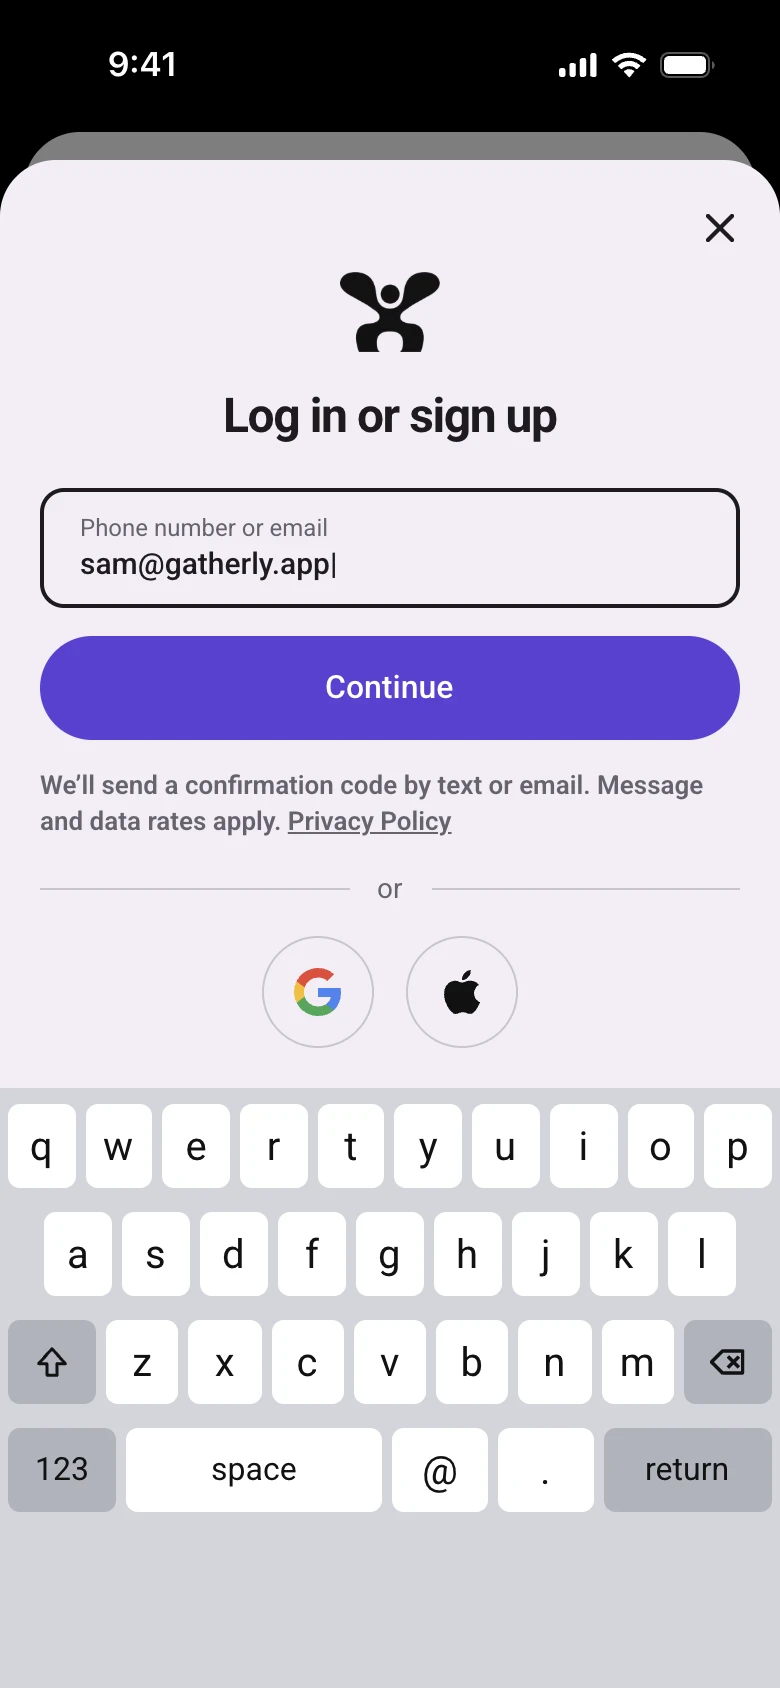 9:41
Log in or sign up
Phone number or email
sam@gatherly.app
Continue
We’ll send a confirmation code by text or email. Message
and data rates apply. Privacy Policy
or
q w e r t y u i o p
a s d f g h j k l
z x c v b n m
123 space @ . return